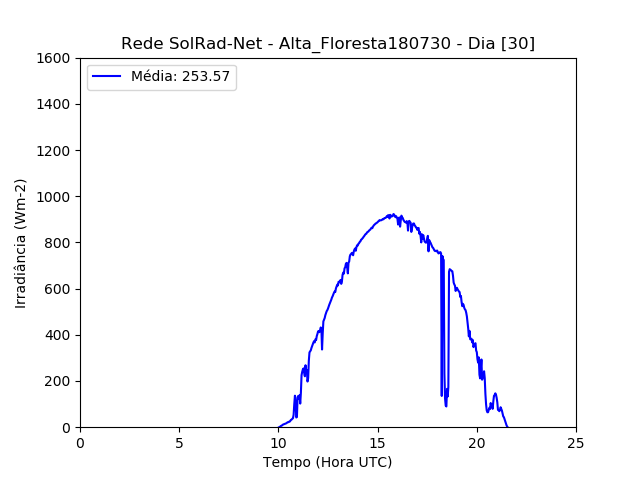 Rede SolRad-Net - Alta_Floresta180730 - Dia [30]
1600
Média: 253.57
1400
1200
1000
800
600
400
200
0
Irradiância (Wm-2)
0 5 10 15 20 25
Tempo (Hora UTC)